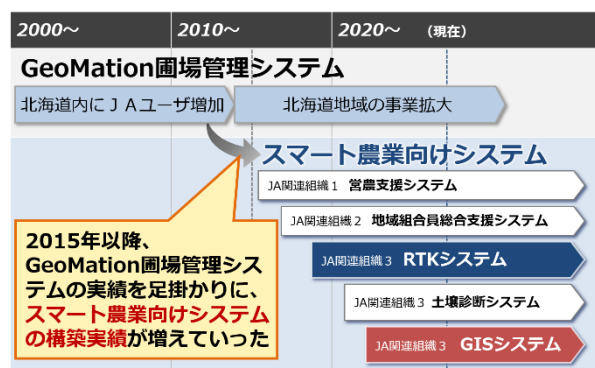 2000～
2010～
2020～ （現在）
GeoMation圃場管理システム
北海道内にＪＡユーザ増加
北海道地域の事業拡大
スマート農業向けシステム
JA関連組織１ 営農支援システム
JA関連組織２ 地域組合員総合支援システム
JA関連組織３ RTKシステム
JA関連組織３ 土壌診断システム
JA関連組織３ GISシステム
2015年以降、
GeoMation圃場管理シス
テムの実績を足掛かりに、
スマート農業向けシステム
の構築実績が増えていった